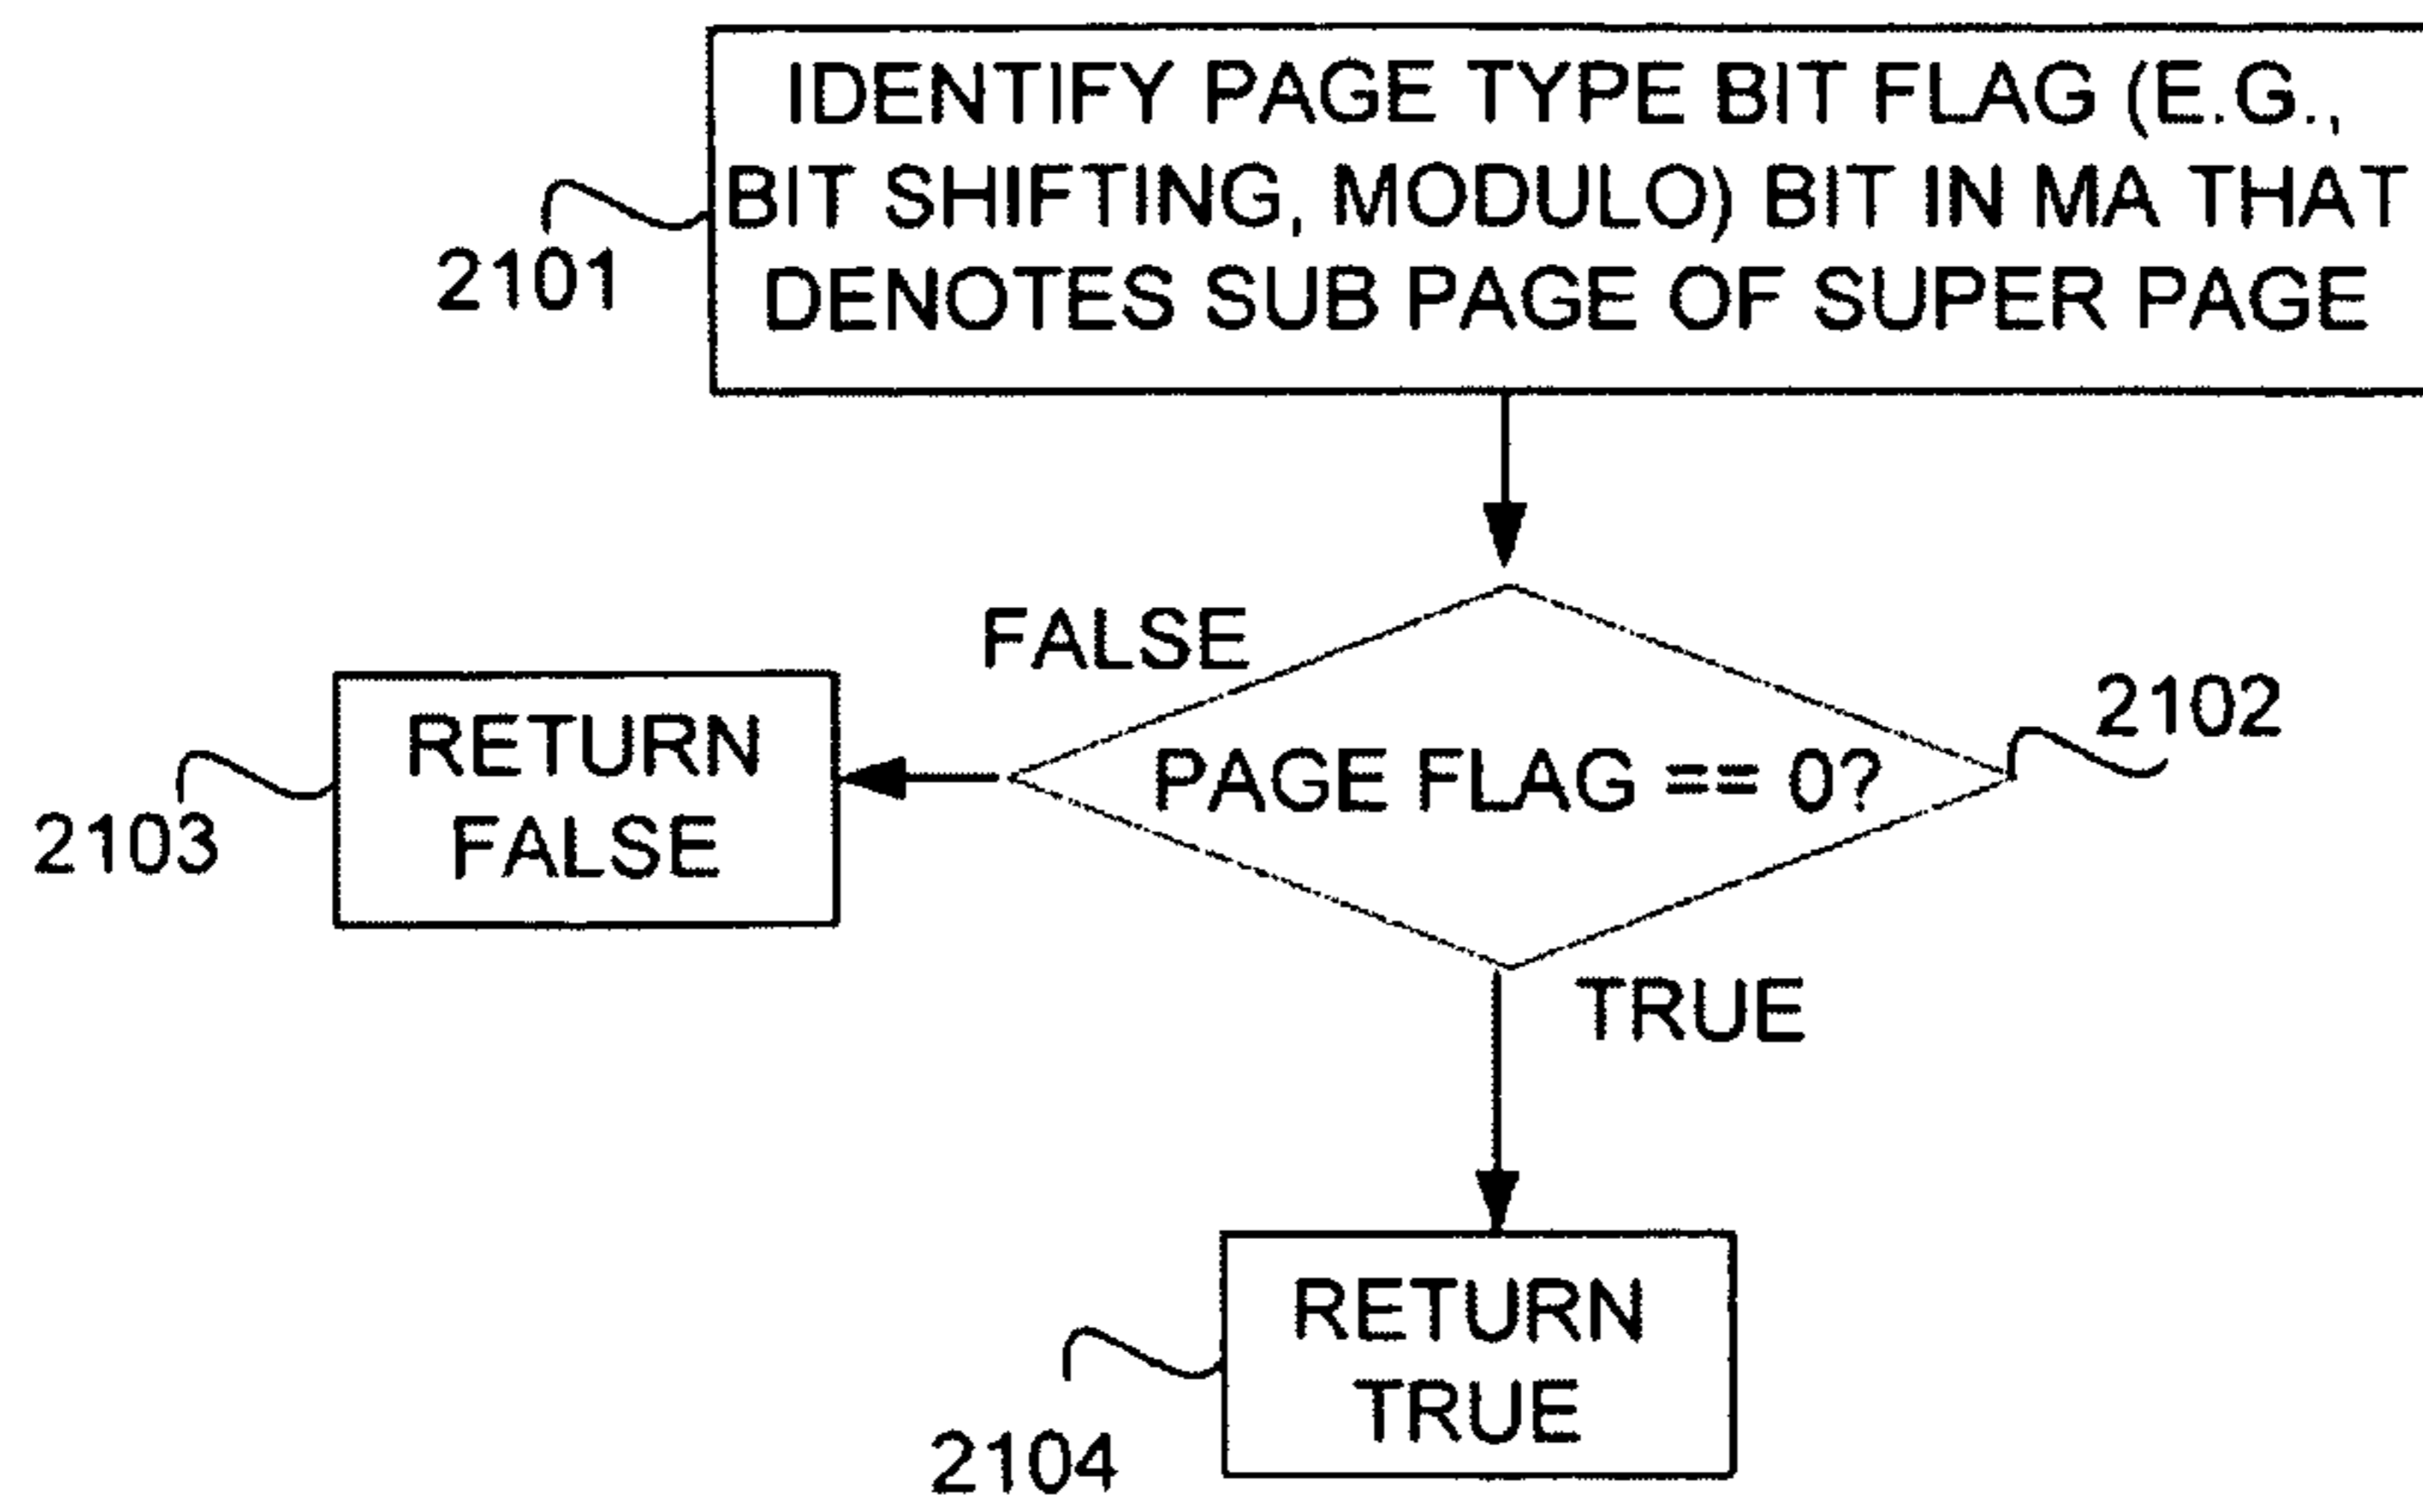 IDENTIFY PAGE TYPE BIT FLAG (E.G.,
BIT SHIFTING, MODULO) BIT IN MA THAT
DENOTES SUB PAGE OF SUPER PAGE
2101
FALSE
2102
PAGE FLAG == 0?
RETURN
FALSE
2103
TRUE
RETURN
TRUE
2104